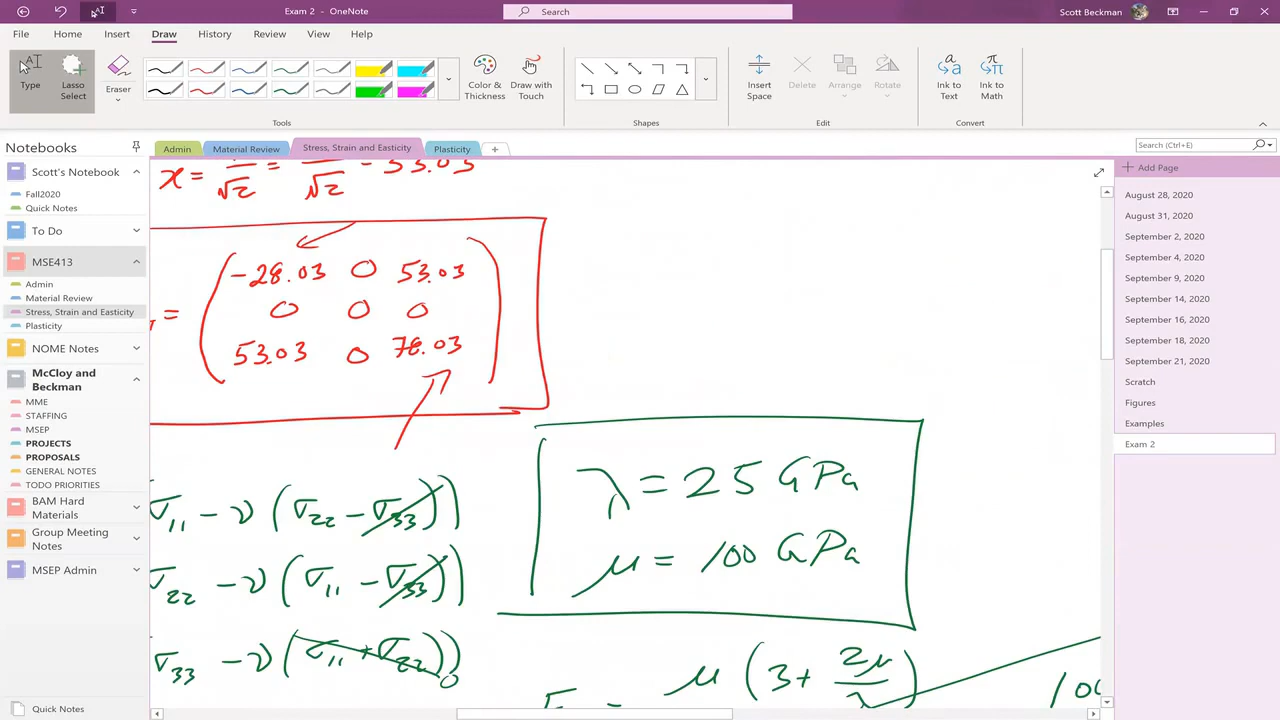 Exam 2 - OneNote
Search
Scott Beckman
File Home Insert Draw History Review View Help
Type
Lasso Select
Eraser
Color & Thickness
Draw with Touch
Insert Space
Delete
Arrange
Rotate
Ink to Text
Ink to Math
Tools
Shapes
Edit
Convert
Notebooks
Admin
Material Review
Stress, Strain and Easticity
Plasticity
Search (Ctrl+E)
Scott's Notebook
Fall2020
Quick Notes
To Do
MSE413
Admin
Material Review
Stress, Strain and Easticity
Plasticity
NOME Notes
McCloy and Beckman
MME
STAFFING
MSEP
PROJECTS
PROPOSALS
GENERAL NOTES
TODO PRIORITIES
BAM Hard Materials
Group Meeting Notes
MSEP Admin
Quick Notes
x = /√2 = /√2 = 53.03
= ( -28.03 0 53.03
0 0 0
53.03 0 78.03 )
σ11 - ν (σ22 - σ33))
σ22 - ν (σ11 - σ33))
σ33 - ν (σ11 + σ22)) 0
λ = 25 GPa
μ = 100 GPa
μ (3 + 2μ/λ)
100
Add Page
August 28, 2020
August 31, 2020
September 2, 2020
September 4, 2020
September 9, 2020
September 14, 2020
September 16, 2020
September 18, 2020
September 21, 2020
Scratch
Figures
Examples
Exam 2